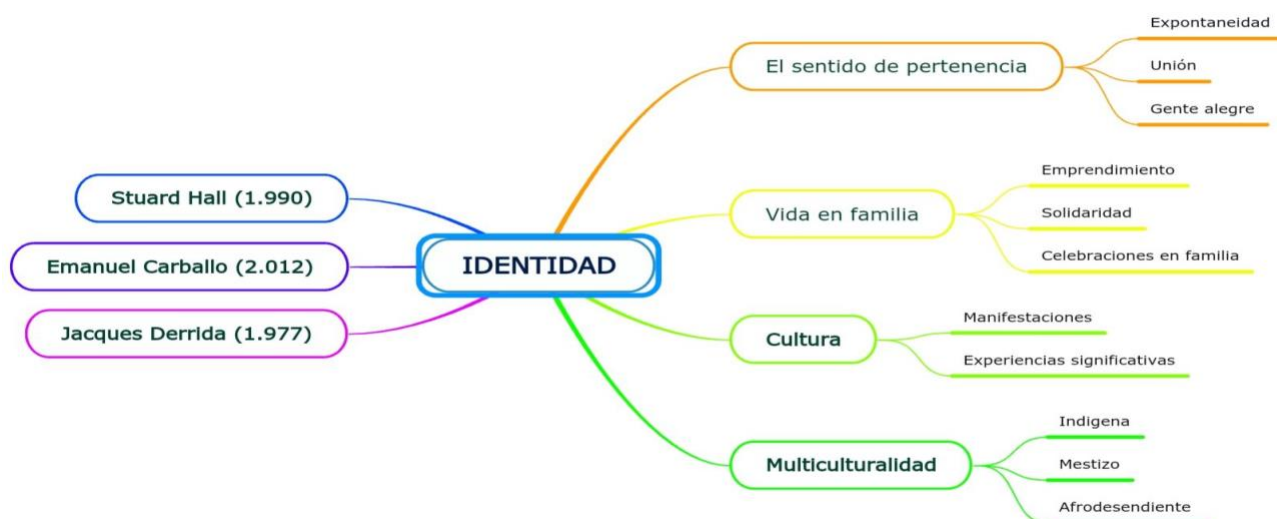 Expontaneidad
El sentido de pertenencia
Unión
Gente alegre
Stuard Hall (1.990)
Emanuel Carballo (2.012)
Jacques Derrida (1.977)
IDENTIDAD
Emprendimiento
Vida en familia
Solidaridad
Celebraciones en familia
Manifestaciones
Cultura
Experiencias significativas
Indigena
Multiculturalidad
Mestizo
Afrodesendiente